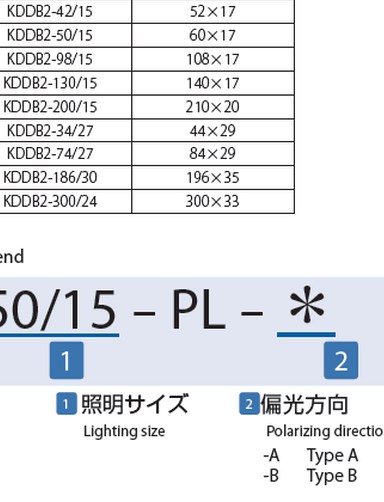 KDDB2-42/15 52×17
KDDB2-50/15 60×17
KDDB2-98/15 108×17
KDDB2-130/15 140×17
KDDB2-200/15 210×20
KDDB2-34/27 44×29
KDDB2-74/27 84×29
KDDB2-186/30 196×35
KDDB2-300/24 300×33
end
50/15 – PL – *
1 2
1 照明サイズ 2 偏光方向
Lighting size Polarizing directio
-A Type A
-B Type B